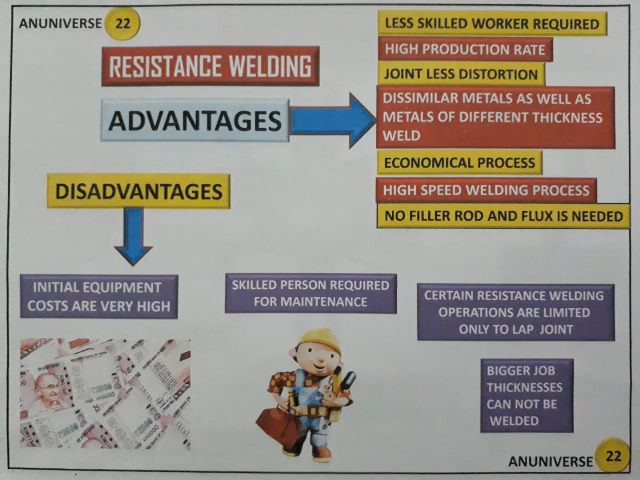 ANUNIVERSE 22
RESISTANCE WELDING
ADVANTAGES
LESS SKILLED WORKER REQUIRED
HIGH PRODUCTION RATE
JOINT LESS DISTORTION
DISSIMILAR METALS AS WELL AS
METALS OF DIFFERENT THICKNESS
WELD
ECONOMICAL PROCESS
HIGH SPEED WELDING PROCESS
NO FILLER ROD AND FLUX IS NEEDED
DISADVANTAGES
INITIAL EQUIPMENT
COSTS ARE VERY HIGH
SKILLED PERSON REQUIRED
FOR MAINTENANCE
CERTAIN RESISTANCE WELDING
OPERATIONS ARE LIMITED
ONLY TO LAP JOINT
BIGGER JOB
THICKNESSES
CAN NOT BE
WELDED
ANUNIVERSE 22